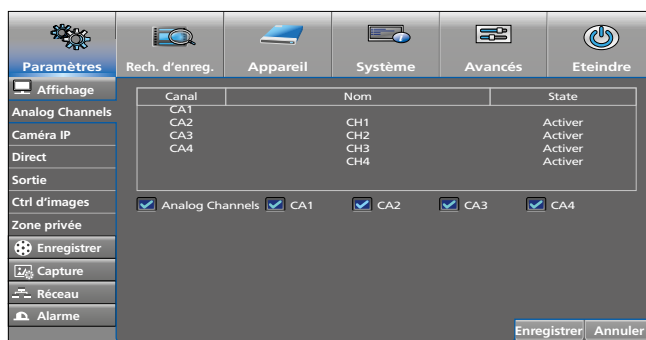 Paramètres Rech. d'enreg. Appareil Système Avancés Eteindre
Affichage
Analog Channels
Caméra IP
Direct
Sortie
Ctrl d'images
Zone privée
Enregistrer
Capture
Réceau
Alarme
Canal Nom State
CA1
CA2 CH1 Activer
CA3 CH2 Activer
CA4 CH3 Activer
CH4 Activer
Analog Channels CA1 CA2 CA3 CA4
Enregistrer Annuler